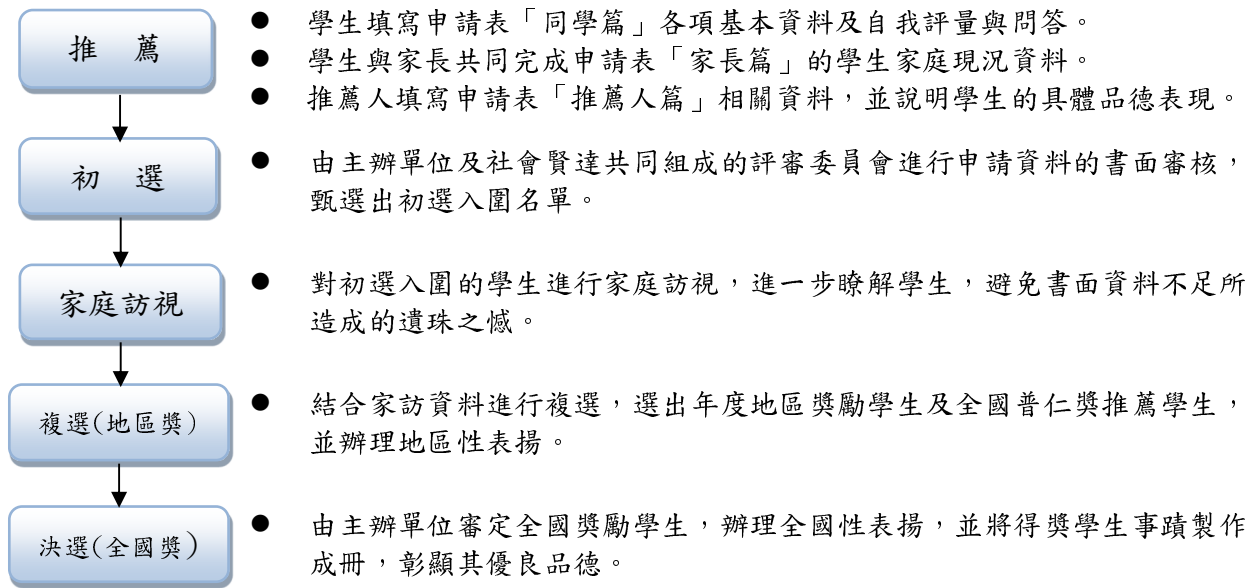 推 薦
● 學生填寫申請表「同學篇」各項基本資料及自我評量與問答。
● 學生與家長共同完成申請表「家長篇」的學生家庭現況資料。
● 推薦人填寫申請表「推薦人篇」相關資料，並說明學生的具體品德表現。
初 選
● 由主辦單位及社會賢達共同組成的評審委員會進行申請資料的書面審核，
甄選出初選入圍名單。
家庭訪視
● 對初選入圍的學生進行家庭訪視，進一步瞭解學生，避免書面資料不足所
造成的遺珠之憾。
複選(地區獎)
● 結合家訪資料進行複選，選出年度地區獎勵學生及全國普仁獎推薦學生，
並辦理地區性表揚。
決選(全國獎)
● 由主辦單位審定全國獎勵學生，辦理全國性表揚，並將得獎學生事蹟製作
成冊，彰顯其優良品德。